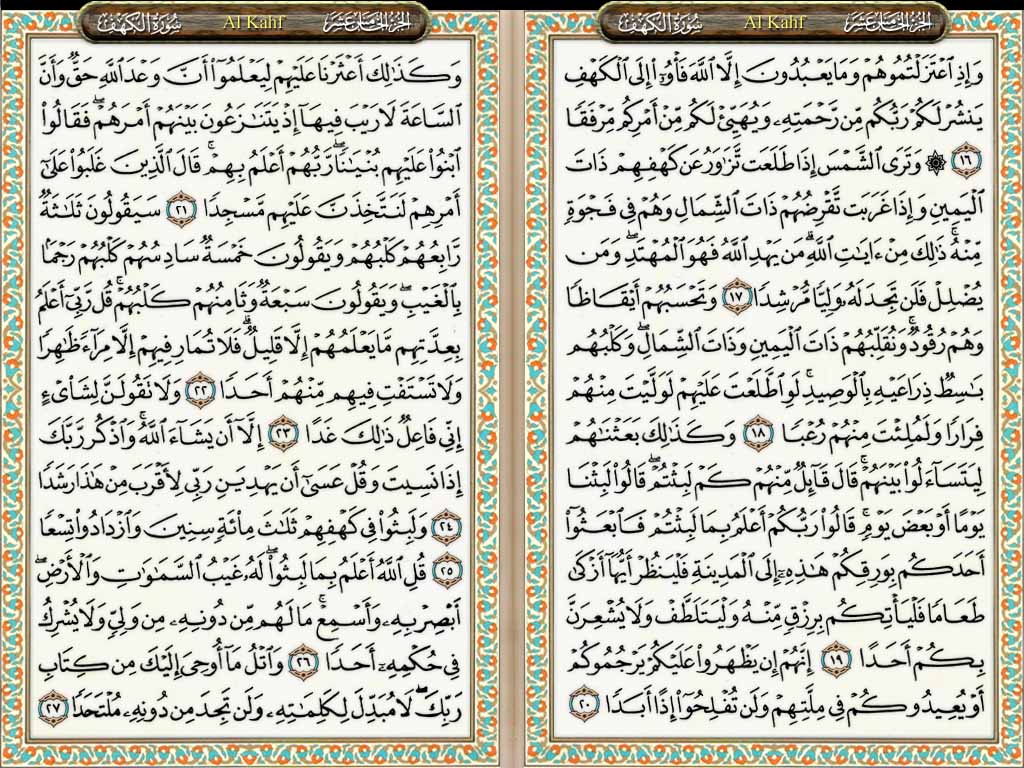 الجزء الخامس عشر Al Kahf سورة الكهف
وَإِذِ ٱعۡتَزَلۡتُمُوهُمۡ وَمَا يَعۡبُدُونَ إِلَّا ٱللَّهَ فَأۡوُۥٓاْ إِلَى ٱلۡكَهۡفِ
يَنشُرۡ لَكُمۡ رَبُّكُم مِّن رَّحۡمَتِهِۦ وَيُهَيِّئۡ لَكُم مِّنۡ أَمۡرِكُم مِّرۡفَقٗا
١٦ ۞ وَتَرَى ٱلشَّمۡسَ إِذَا طَلَعَت تَّزَٰوَرُ عَن كَهۡفِهِمۡ ذَاتَ
ٱلۡيَمِينِ وَإِذَا غَرَبَت تَّقۡرِضُهُمۡ ذَاتَ ٱلشِّمَالِ وَهُمۡ فِي فَجۡوَةٖ
مِّنۡهُۚ ذَٰلِكَ مِنۡ ءَايَٰتِ ٱللَّهِۗ مَن يَهۡدِ ٱللَّهُ فَهُوَ ٱلۡمُهۡتَدِۖ وَمَن
يُضۡلِلۡ فَلَن تَجِدَ لَهُۥ وَلِيّٗا مُّرۡشِدٗا ١٧ وَتَحۡسَبُهُمۡ أَيۡقَاظٗا
وَهُمۡ رُقُودٞۚ وَنُقَلِّبُهُمۡ ذَاتَ ٱلۡيَمِينِ وَذَاتَ ٱلشِّمَالِۖ وَكَلۡبُهُم
بَٰسِطٞ ذِرَاعَيۡهِ بِٱلۡوَصِيدِۚ لَوِ ٱطَّلَعۡتَ عَلَيۡهِمۡ لَوَلَّيۡتَ مِنۡهُمۡ
فِرَارٗا وَلَمُلِئۡتَ مِنۡهُمۡ رُعۡبٗا ١٨ وَكَذَٰلِكَ بَعَثۡنَٰهُمۡ
لِيَتَسَآءَلُواْ بَيۡنَهُمۡۚ قَالَ قَآئِلٞ مِّنۡهُمۡ كَمۡ لَبِثۡتُمۡۖ قَالُواْ لَبِثۡنَا
يَوۡمًا أَوۡ بَعۡضَ يَوۡمٖۚ قَالُواْ رَبُّكُمۡ أَعۡلَمُ بِمَا لَبِثۡتُمۡ فَٱبۡعَثُوٓاْ
أَحَدَكُم بِوَرِقِكُمۡ هَٰذِهِۦٓ إِلَى ٱلۡمَدِينَةِ فَلۡيَنظُرۡ أَيُّهَآ أَزۡكَىٰ
طَعَامٗا فَلۡيَأۡتِكُم بِرِزۡقٖ مِّنۡهُ وَلۡيَتَلَطَّفۡ وَلَا يُشۡعِرَنَّ
بِكُمۡ أَحَدًا ١٩ إِنَّهُمۡ إِن يَظۡهَرُواْ عَلَيۡكُمۡ يَرۡجُمُوكُمۡ
أَوۡ يُعِيدُوكُمۡ فِي مِلَّتِهِمۡ وَلَن تُفۡلِحُوٓاْ إِذًا أَبَدٗا ٢٠
الجزء الخامس عشر Al Kahf سورة الكهف
وَكَذَٰلِكَ أَعۡثَرۡنَا عَلَيۡهِمۡ لِيَعۡلَمُوٓاْ أَنَّ وَعۡدَ ٱللَّهِ حَقّٞ وَأَنَّ
ٱلسَّاعَةَ لَا رَيۡبَ فِيهَآ إِذۡ يَتَنَٰزَعُونَ بَيۡنَهُمۡ أَمۡرَهُمۡۖ فَقَالُواْ
ٱبۡنُواْ عَلَيۡهِم بُنۡيَٰنٗاۖ رَّبُّهُمۡ أَعۡلَمُ بِهِمۡۚ قَالَ ٱلَّذِينَ غَلَبُواْ عَلَىٰٓ
أَمۡرِهِمۡ لَنَتَّخِذَنَّ عَلَيۡهِم مَّسۡجِدٗا ٢١ سَيَقُولُونَ ثَلَٰثَةٞ
رَّابِعُهُمۡ كَلۡبُهُمۡ وَيَقُولُونَ خَمۡسَةٞ سَادِسُهُمۡ كَلۡبُهُمۡ رَجۡمَۢا
بِٱلۡغَيۡبِۖ وَيَقُولُونَ سَبۡعَةٞ وَثَامِنُهُمۡ كَلۡبُهُمۡۚ قُل رَّبِّيٓ أَعۡلَمُ
بِعِدَّتِهِم مَّا يَعۡلَمُهُمۡ إِلَّا قَلِيلٞۗ فَلَا تُمَارِ فِيهِمۡ إِلَّا مِرَآءٗ ظَٰهِرٗا
وَلَا تَسۡتَفۡتِ فِيهِم مِّنۡهُمۡ أَحَدٗا ٢٢ وَلَا تَقُولَنَّ لِشَاْيۡءٍ
إِنِّي فَاعِلٞ ذَٰلِكَ غَدًا ٢٣ إِلَّآ أَن يَشَآءَ ٱللَّهُۚ وَٱذۡكُر رَّبَّكَ
إِذَا نَسِيتَ وَقُلۡ عَسَىٰٓ أَن يَهۡدِيَنِ رَبِّي لِأَقۡرَبَ مِنۡ هَٰذَا رَشَدٗا
٢٤ وَلَبِثُواْ فِي كَهۡفِهِمۡ ثَلَٰثَ مِاْئَةٖ سِنِينَ وَٱزۡدَادُواْ تِسۡعٗا
٢٥ قُلِ ٱللَّهُ أَعۡلَمُ بِمَا لَبِثُواْۖ لَهُۥ غَيۡبُ ٱلسَّمَٰوَٰتِ وَٱلۡأَرۡضِۖ
أَبۡصِرۡ بِهِۦ وَأَسۡمِعۡۚ مَا لَهُم مِّن دُونِهِۦ مِن وَلِيّٖ وَلَا يُشۡرِكُ
فِي حُكۡمِهِۦٓ أَحَدٗا ٢٦ وَٱتۡلُ مَآ أُوحِيَ إِلَيۡكَ مِن كِتَابِ
رَبِّكَۖ لَا مُبَدِّلَ لِكَلِمَٰتِهِۦ وَلَن تَجِدَ مِن دُونِهِۦ مُلۡتَحَدٗا ٢٧